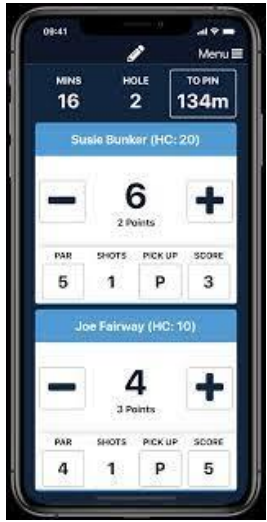 09:41
Menu
MINS HOLE TO PIN
16 2 134m
Susie Bunker (HC: 20)
− 6 +
2 Points
PAR SHOTS PICK UP SCORE
5 1 P 3
Joe Fairway (HC: 10)
− 4 +
3 Points
PAR SHOTS PICK UP SCORE
4 1 P 5